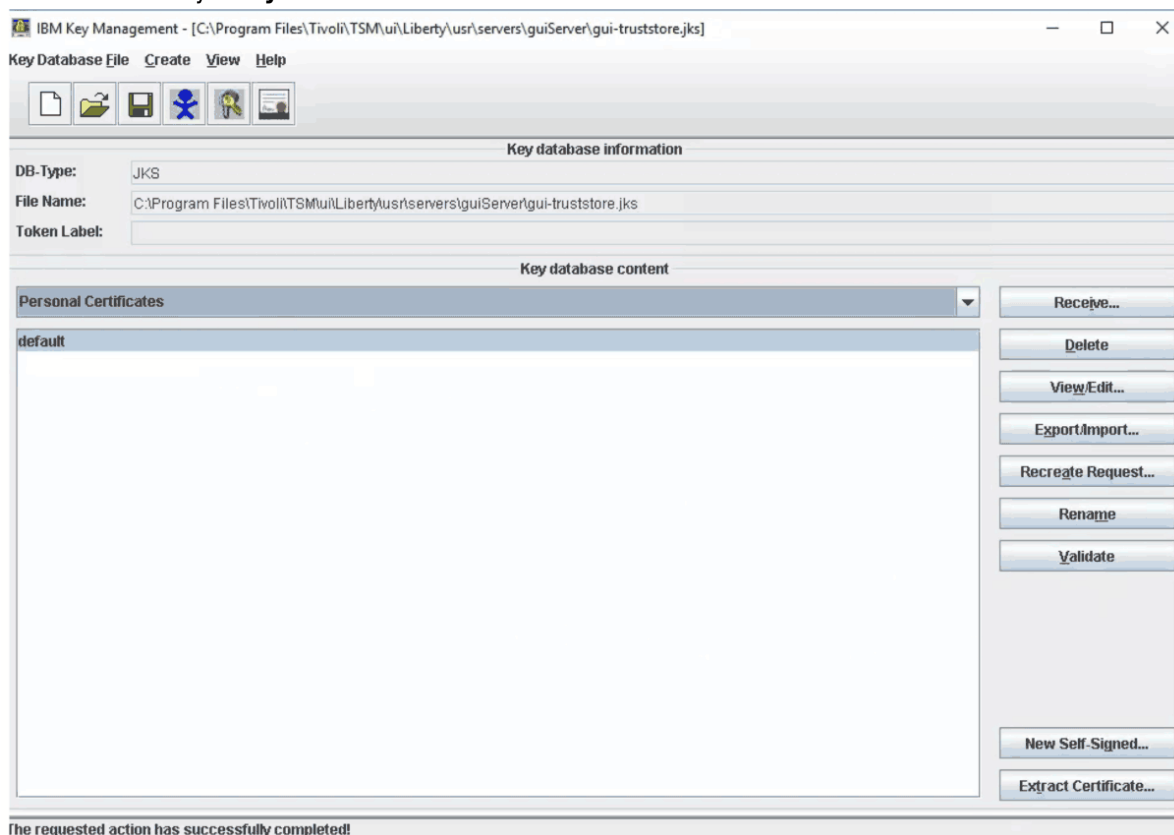 IBM Key Management - [C:\Program Files\Tivoli\TSM\ui\Liberty\usr\servers\guiServer\gui-truststore.jks]
Key Database File Create View Help
Key database information
DB-Type: JKS
File Name: C:\Program Files\Tivoli\TSM\ui\Liberty\usr\servers\guiServer\gui-truststore.jks
Token Label:
Key database content
Personal Certificates
Receive...
default
Delete
View/Edit...
Export/Import...
Recreate Request...
Rename
Validate
New Self-Signed...
Extract Certificate...
The requested action has successfully completed!